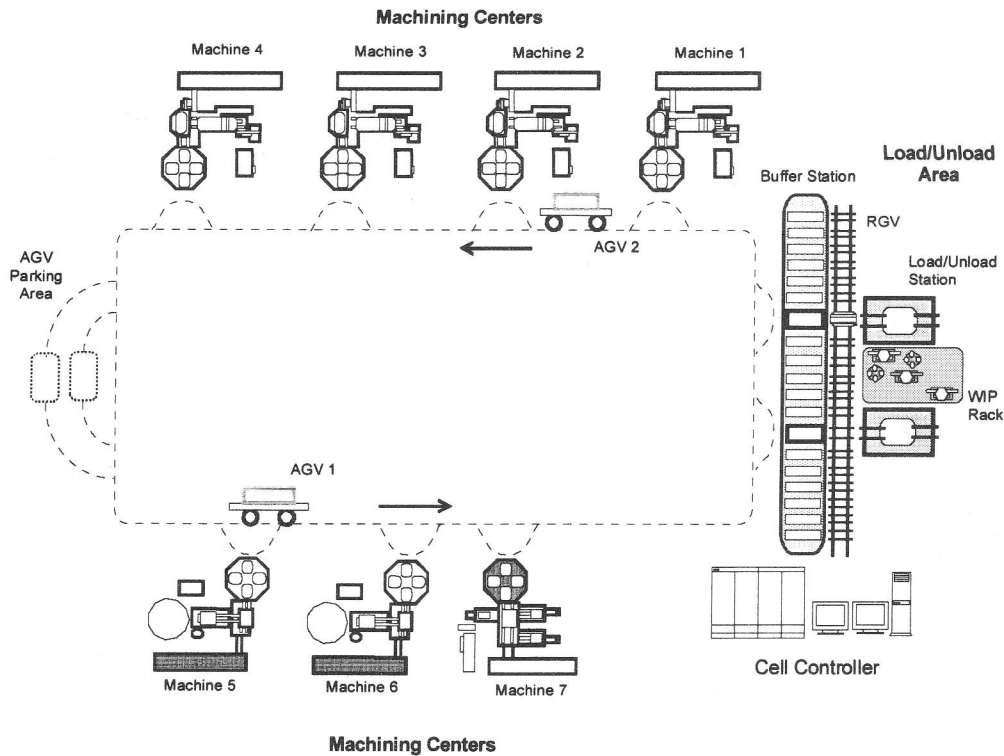 Machining Centers
Machine 4
Machine 3
Machine 2
Machine 1
Load/Unload
Area
Buffer Station
RGV
AGV 2
AGV
Parking
Area
Load/Unload
Station
WIP
Rack
AGV 1
Machine 5
Machine 6
Machine 7
Cell Controller
Machining Centers